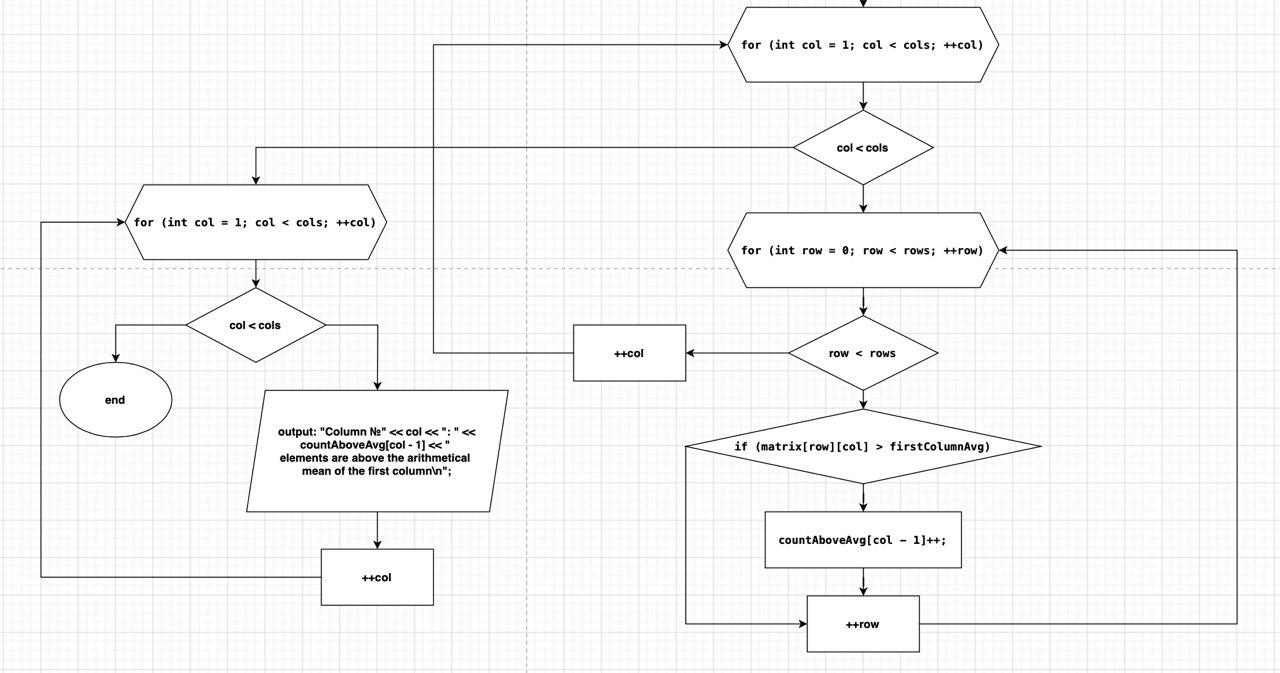 for (int col = 1; col < cols; ++col)
col < cols
for (int col = 1; col < cols; ++col)
for (int row = 0; row < rows; ++row)
col < cols
++col
row < rows
end
output: "Column №" << col << ": " <<
countAboveAvg[col - 1] << "
elements are above the arithmetical
mean of the first column\n";
if (matrix[row][col] > firstColumnAvg)
countAboveAvg[col - 1]++;
++col
++row